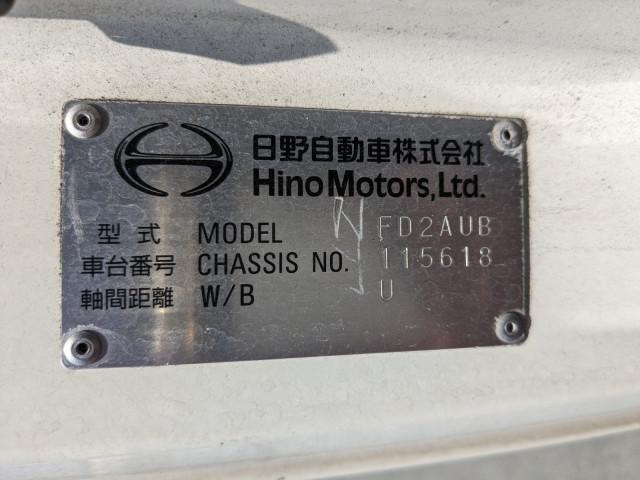 日野自動車株式会社
Hino Motors, Ltd.
型式 MODEL FD2AUB
車台番号 CHASSIS NO. 115618
軸間距離 W/B U